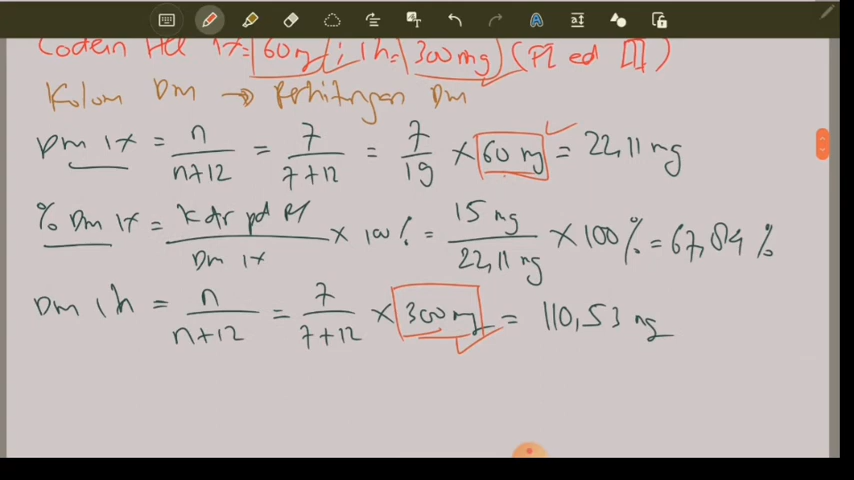 Codein HCl 1x = 60 mg ; 1h = 300 mg (FI ed III)
Kolom Dm → Perhitungan Dm
Dm 1x = n/n+12 = 7/7+12 = 7/19 × 60 mg = 22,11 mg
% Dm 1x = kdr pd R/ / Dm 1x × 100% = 15 mg/22,11 mg × 100% = 67,84 %
Dm 1h = n/n+12 = 7/7+12 × 300 mg = 110,53 mg